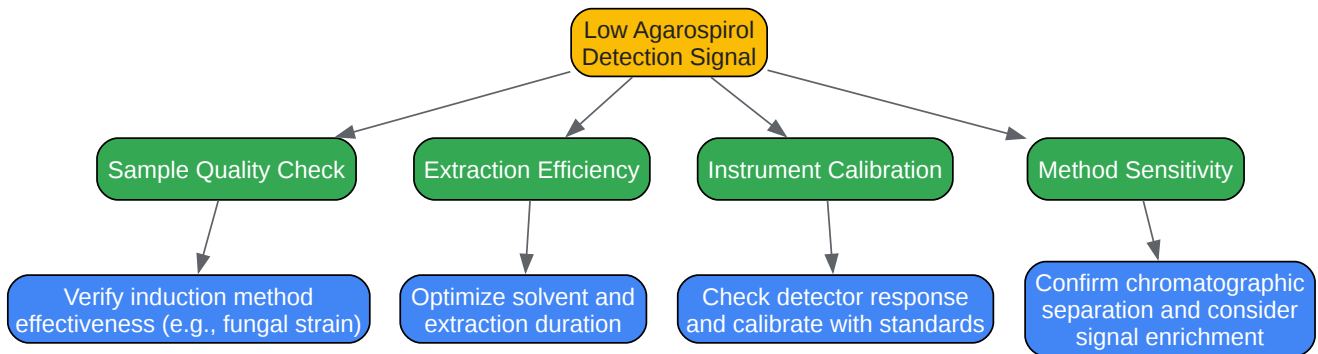 Low Agarospirol
Detection Signal
Sample Quality Check
Extraction Efficiency
Instrument Calibration
Method Sensitivity
Verify induction method
effectiveness (e.g., fungal strain)
Optimize solvent and
extraction duration
Check detector response
and calibrate with standards
Confirm chromatographic
separation and consider
signal enrichment